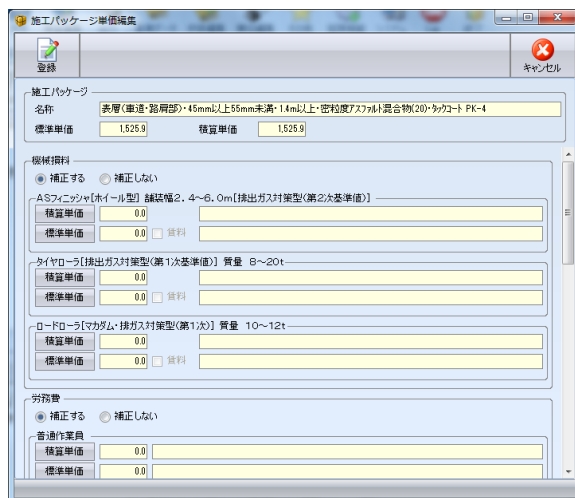 施工パッケージ単価編集
登録
キャンセル
施工パッケージ
名称 表層(車道・路肩部)・45mm以上55mm未満・1.4m以上・密粒度アスファルト混合物(20)・タックコート PK-4
標準単価 1,525.9 積算単価 1,525.9
機械損料
補正する 補正しない
ASフィニッシャ[ホイール型] 舗装幅2.4~6.0m[排出ガス対策型(第2次基準値)]
積算単価 0.0
標準単価 0.0 賃料
タイヤローラ[排出ガス対策型(第1次基準値)] 質量 8~20t
積算単価 0.0
標準単価 0.0 賃料
ロードローラ[マカダム・排ガス対策型(第1次)] 質量 10~12t
積算単価 0.0
標準単価 0.0 賃料
労務費
補正する 補正しない
普通作業員
積算単価 0.0
標準単価 0.0